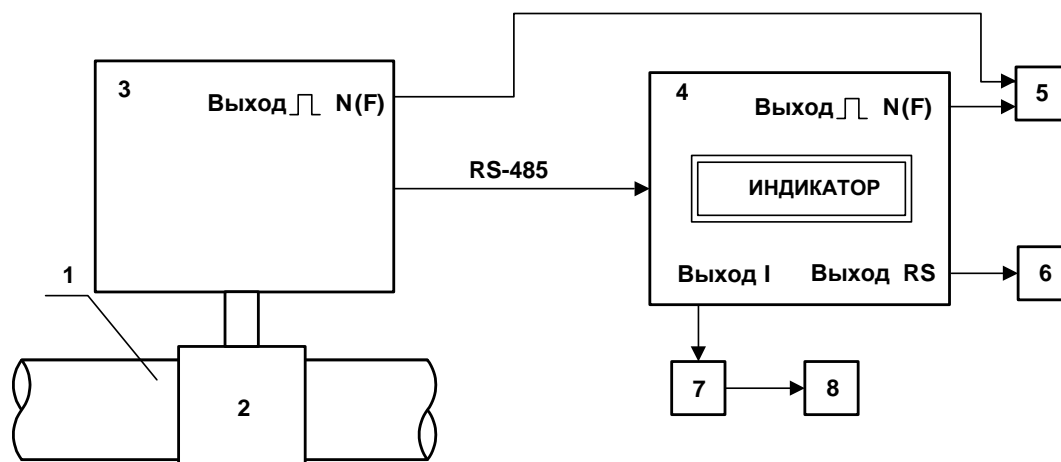 3
Выход N(F)
4
Выход N(F)
5
RS-485
ИНДИКАТОР
1
Выход I
Выход RS
6
7
8
2